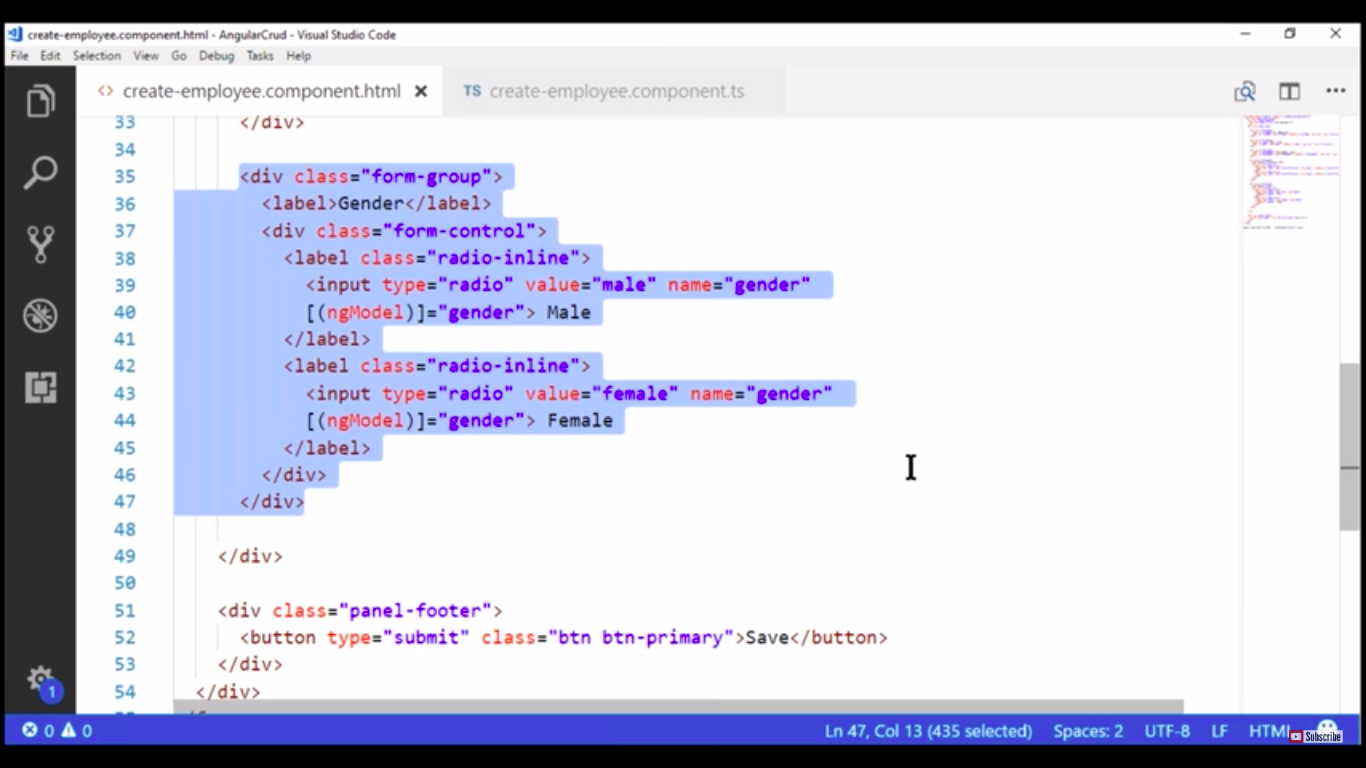 create-employee.component.html - AngularCrud - Visual Studio Code
File Edit Selection View Go Debug Tasks Help
<> create-employee.component.html × TS create-employee.component.ts
33 </div>
34
35 <div class="form-group">
36 <label>Gender</label>
37 <div class="form-control">
38 <label class="radio-inline">
39 <input type="radio" value="male" name="gender"
40 [(ngModel)]="gender"> Male
41 </label>
42 <label class="radio-inline">
43 <input type="radio" value="female" name="gender"
44 [(ngModel)]="gender"> Female
45 </label>
46 </div>
47 </div>
48
49 </div>
50
51 <div class="panel-footer">
52 <button type="submit" class="btn btn-primary">Save</button>
53 </div>
54 </div>
1
0 0 Ln 47, Col 13 (435 selected) Spaces: 2 UTF-8 LF HTML
Subscribe